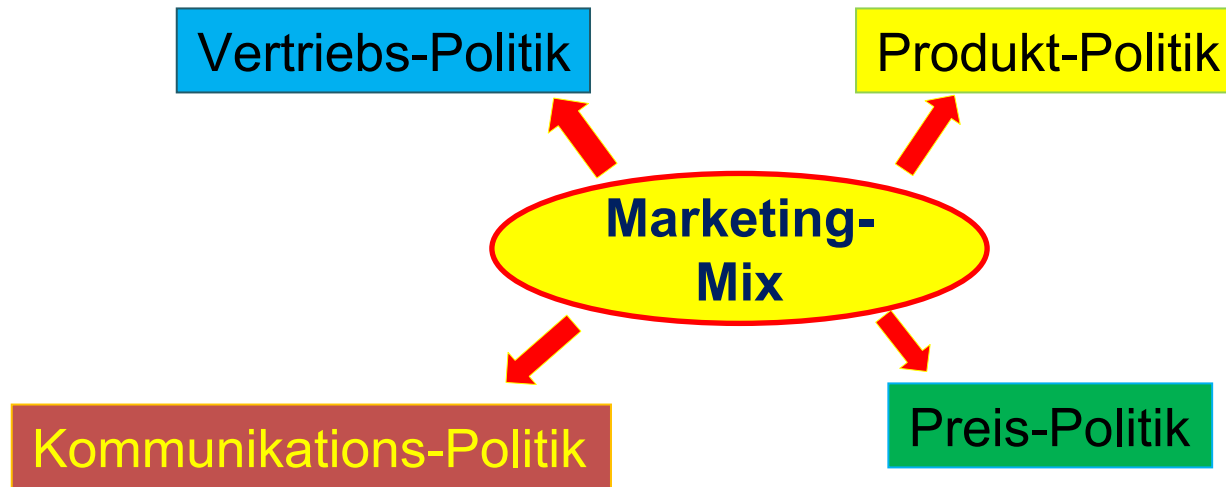 Vertriebs-Politik
Produkt-Politik
Marketing-
Mix
Kommunikations-Politik
Preis-Politik